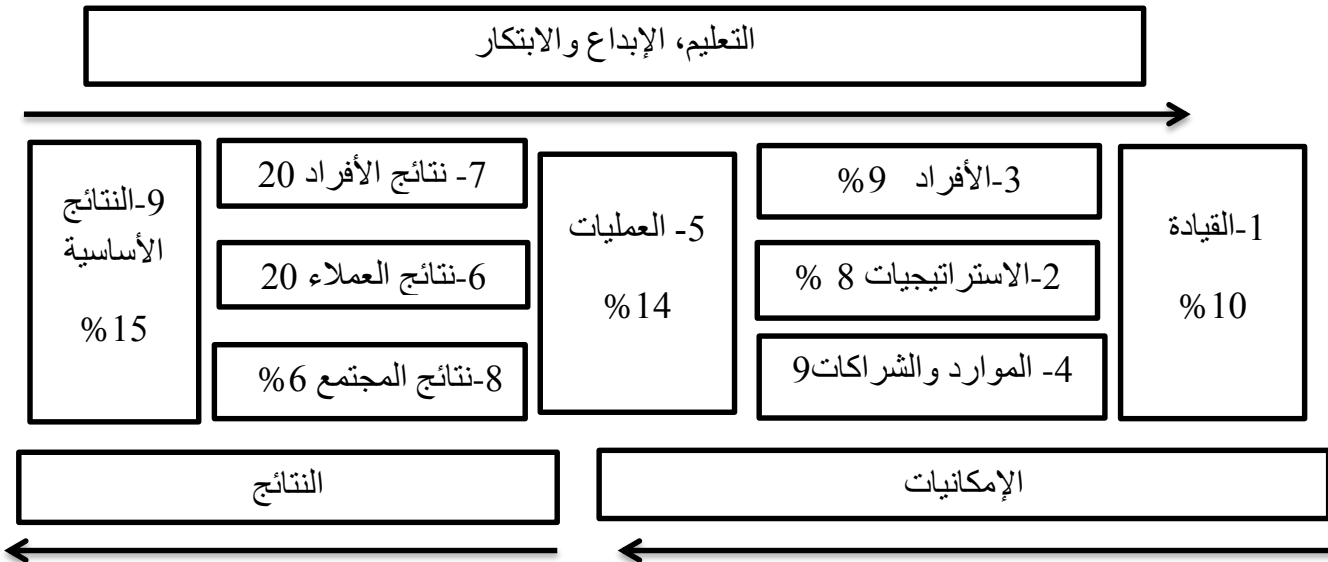 التعليم، الإبداع والابتكار
1-القيادة
%10
3-الأفراد 9%
2-الاستراتيجيات 8 %
4- الموارد والشراكات9
5- العمليات
%14
7- نتائج الأفراد 20
6-نتائج العملاء 20
8-نتائج المجتمع 6%
9-النتائج
الأساسية
%15
الإمكانيات
النتائج